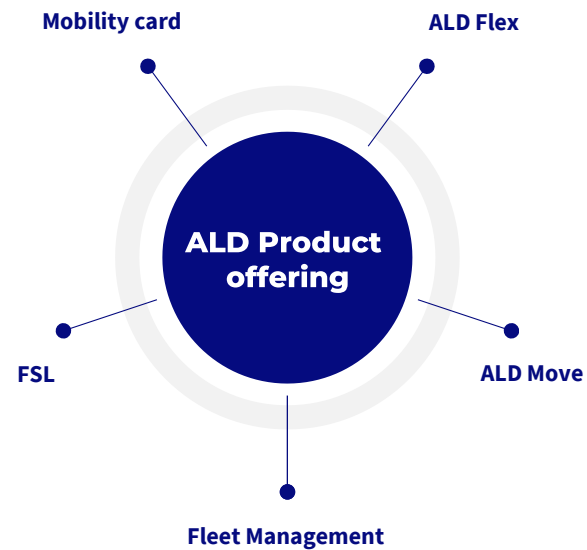 Mobility card
ALD Flex
ALD Product
offering
FSL
ALD Move
Fleet Management